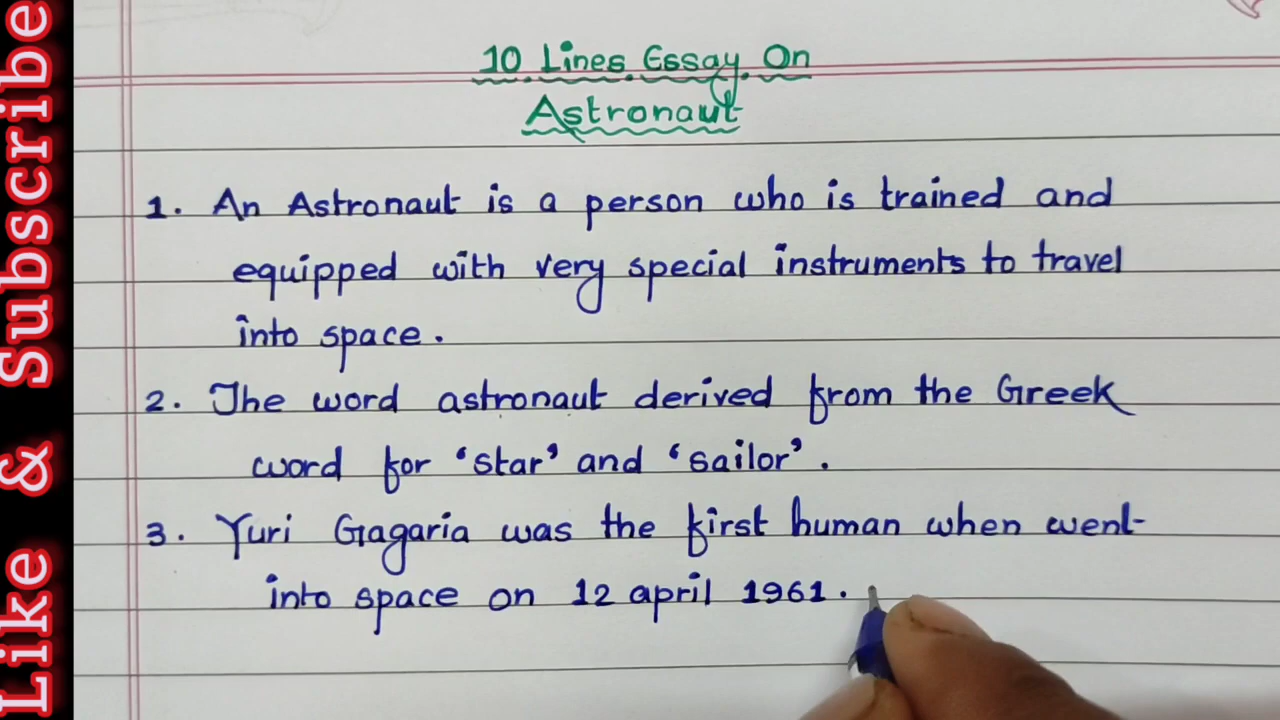 Like & Subscribe
10 Lines Essay On
Astronaut
1. An Astronaut is a person who is trained and
equipped with very special instruments to travel
into space.
2. The word astronaut derived from the Greek
word for 'star' and 'sailor'.
3. Yuri Gagaria was the first human when went
into space on 12 april 1961.